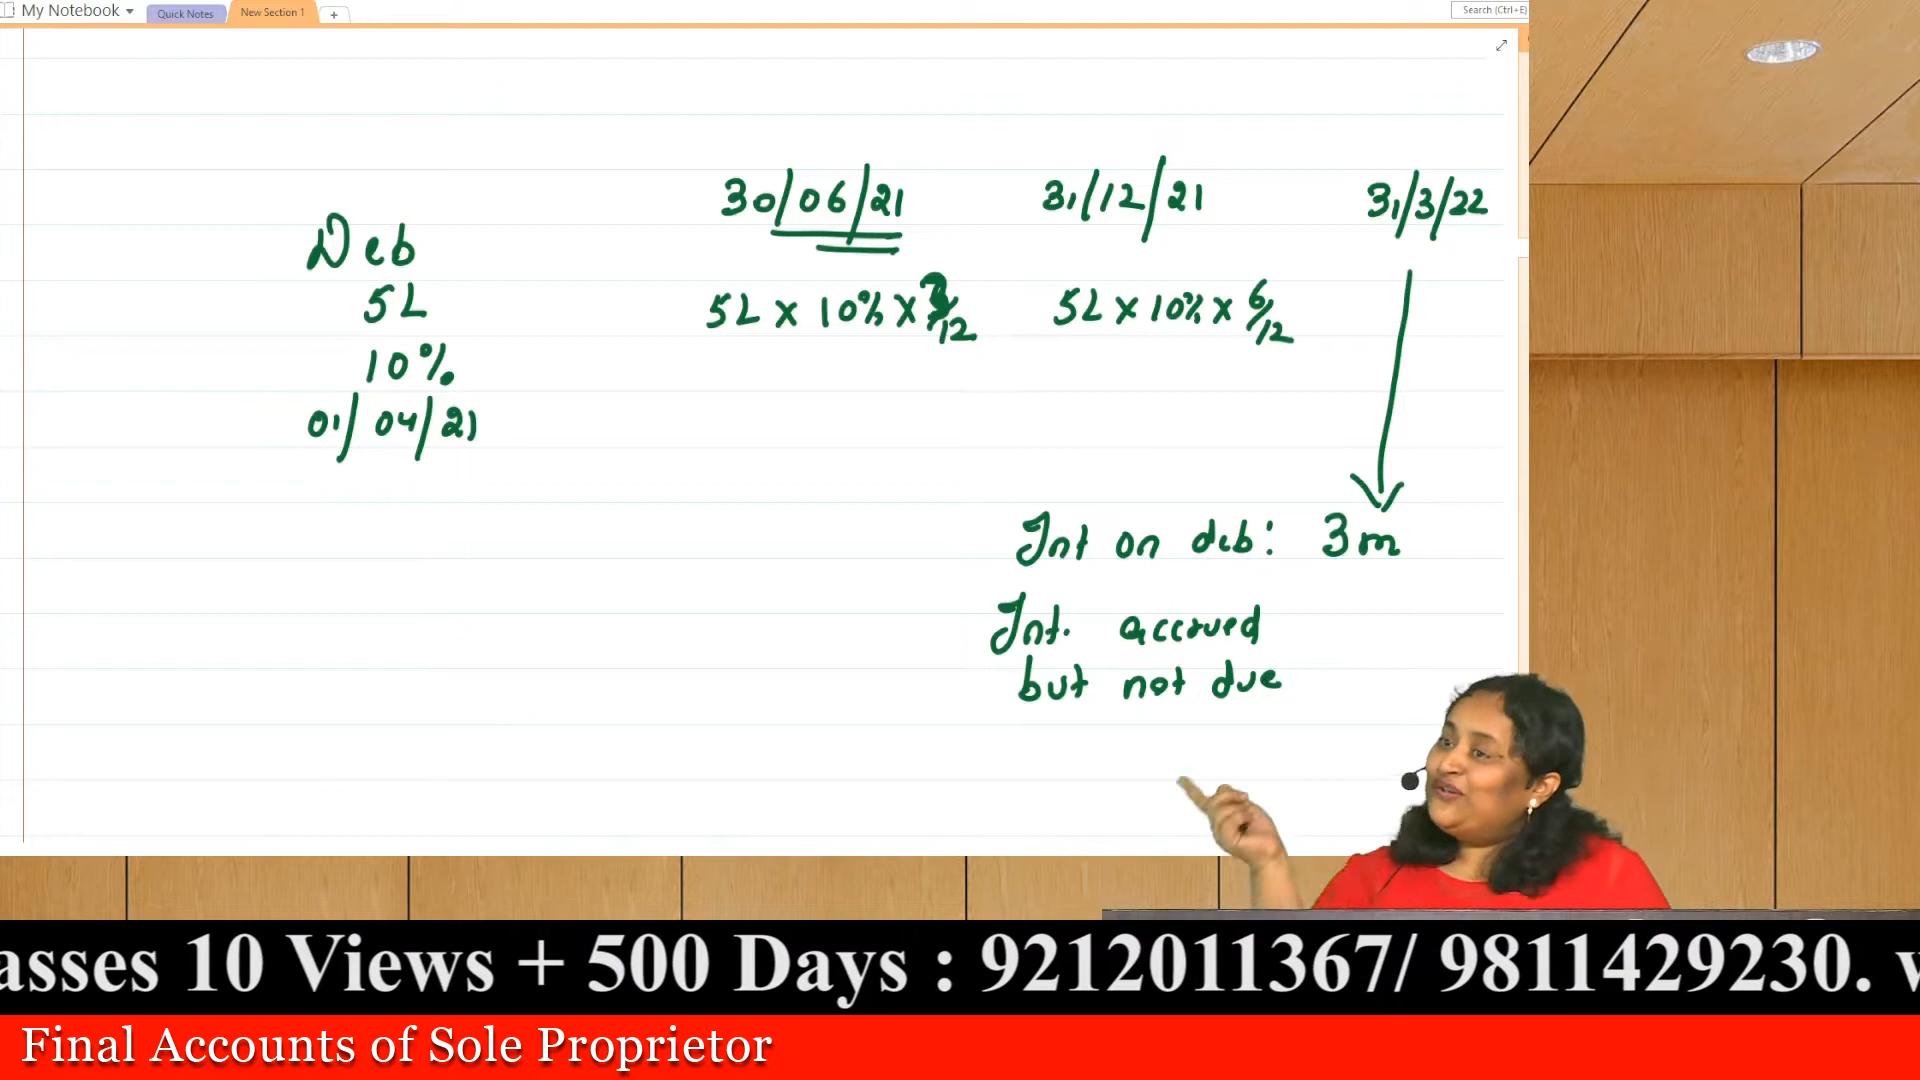 My Notebook
Quick Notes
New Section 1
+
Search (Ctrl+E)
30/06/21
31/12/21
31/3/22
Deb
5L
10%
01/04/21
5L x 10% x 3/12
5L x 10% x 6/12
Int on deb: 3m
Int. accrued
but not due
asses 10 Views + 500 Days : 9212011367/ 9811429230. w
Final Accounts of Sole Proprietor